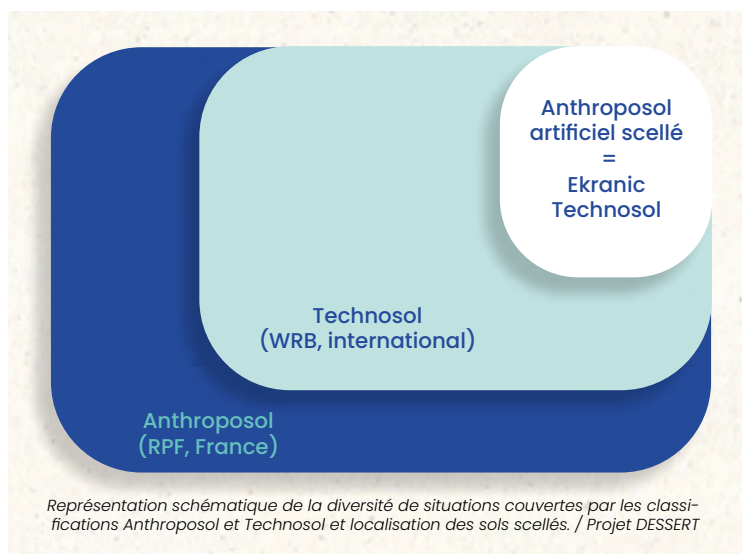 Anthroposol
artificiel scellé
=
Ekranic
Technosol
Technosol
(WRB, international)
Anthroposol
(RPF, France)
Représentation schématique de la diversité de situations couvertes par les classi-
fications Anthroposol et Technosol et localisation des sols scellés. / Projet DESSERT